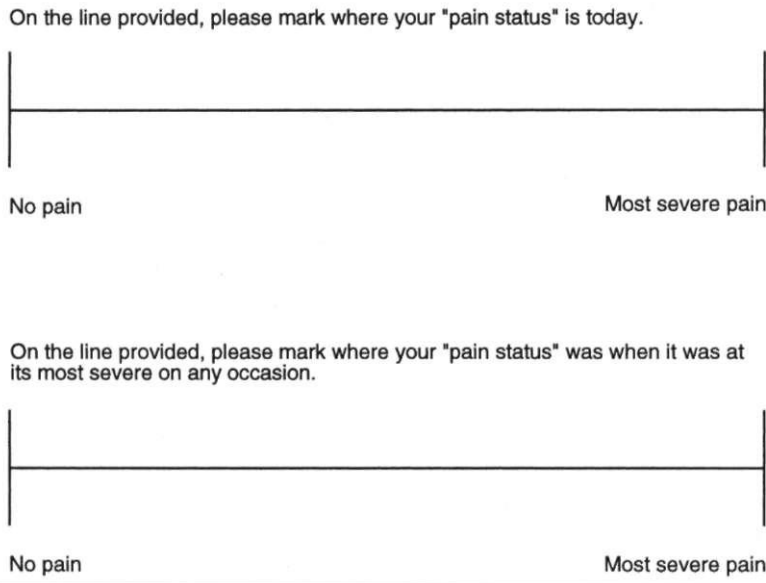 On the line provided, please mark where your "pain status" is today.
No pain
Most severe pain
On the line provided, please mark where your "pain status" was when it was at
its most severe on any occasion.
No pain
Most severe pain